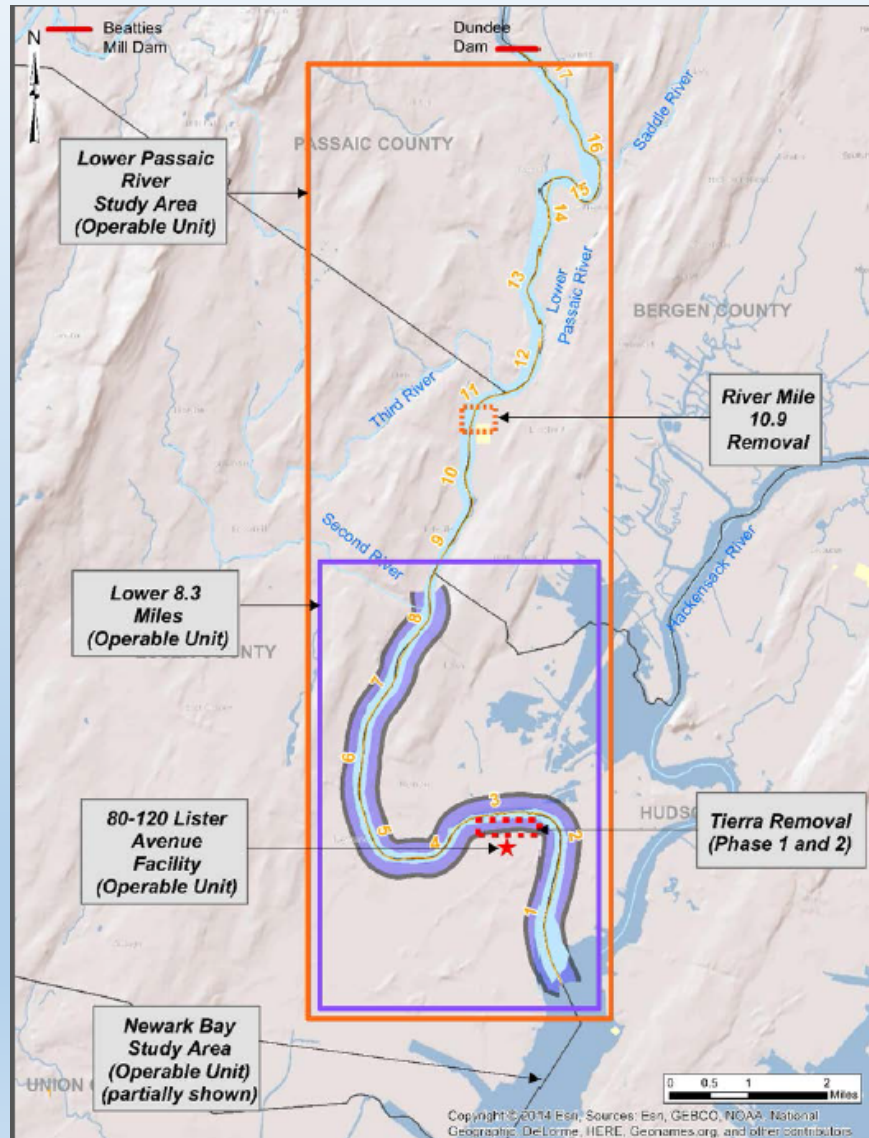 Beatties
Mill Dam
Dundee
Dam
N
17
16
Saddle River
PASSAIC COUNTY
Lower Passaic
River
Study Area
(Operable Unit)
15
14
13
Lower
Passaic River
BERGEN COUNTY
12
Third River
11
River Mile
10.9
Removal
10
9
Second River
Hackensack River
Lower 8.3
Miles
(Operable Unit)
COUNTY
8
7
6
5
4
3
2
1
HUDSON
80-120 Lister
Avenue
Facility
(Operable Unit)
Tierra Removal
(Phase 1 and 2)
Newark Bay
Study Area
(Operable Unit)
(partially shown)
UNION
0 0.5 1 2
Miles
Copyright:© 2014 Esri, Sources: Esri, GEBCO, NOAA, National
Geographic, DeLorme, HERE, Geonames.org, and other contributors